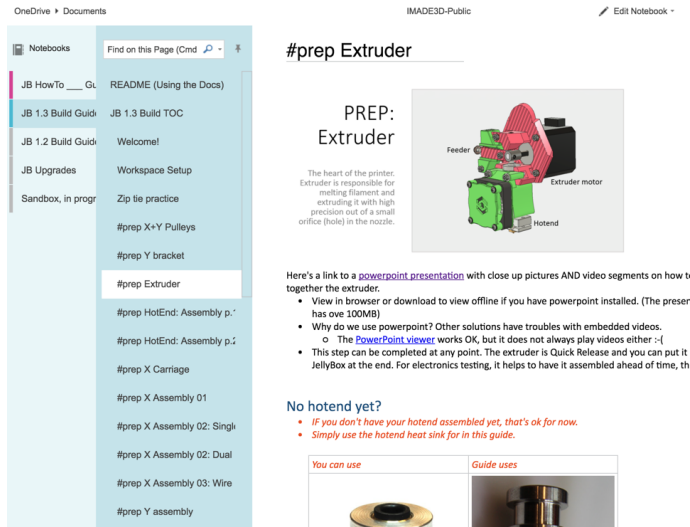 OneDrive ▸ Documents
IMADE3D-Public
Edit Notebook
Notebooks
JB HowTo ___ Gu
JB 1.3 Build Guide
JB 1.2 Build Guide
JB Upgrades
Sandbox, in progr
Find on this Page (Cmd
README (Using the Docs)
JB 1.3 Build TOC
Welcome!
Workspace Setup
Zip tie practice
#prep X+Y Pulleys
#prep Y bracket
#prep Extruder
#prep HotEnd: Assembly p.1
#prep HotEnd: Assembly p.2
#prep X Carriage
#prep X Assembly 01
#prep X Assembly 02: Single
#prep X Assembly 02: Dual
#prep X Assembly 03: Wire
#prep Y assembly
#prep Extruder
PREP:
Extruder
The heart of the printer.
Extruder is responsible for
melting filament and
extruding it with high
precision out of a small
orifice (hole) in the nozzle.
Feeder
Extruder motor
Hotend
Here's a link to a powerpoint presentation with close up pictures AND video segments on how t
together the extruder.
• View in browser or download to view offline if you have powerpoint installed. (The presen
has ove 100MB)
• Why do we use powerpoint? Other solutions have troubles with embedded videos.
o The PowerPoint viewer works OK, but it does not always play videos either :-(
• This step can be completed at any point. The extruder is Quick Release and you can put it
JellyBox at the end. For electronics testing, it helps to have it assembled ahead of time, th
No hotend yet?
• IF you don't have your hotend assembled yet, that's ok for now.
• Simply use the hotend heat sink for in this guide.
You can use
Guide uses